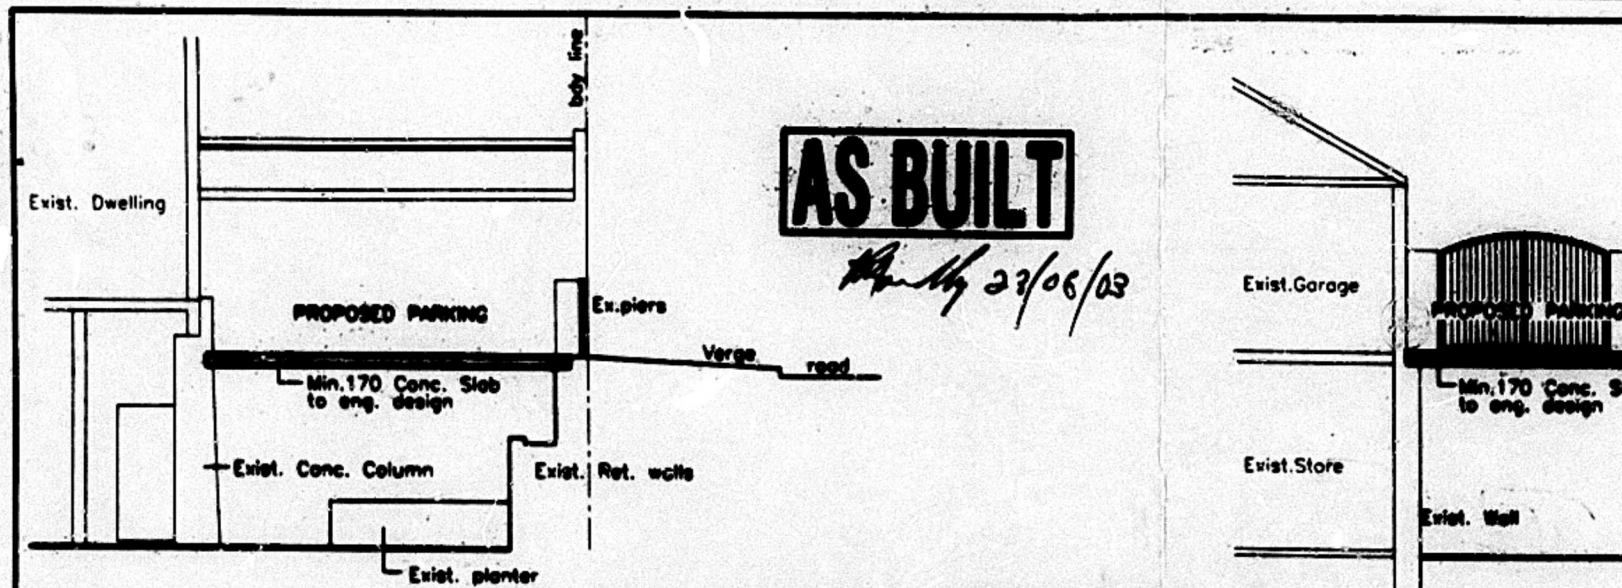 bdy line
Exist. Dwelling
PROPOSED PARKING
Ex.piers
Verge
road
Min.170 Conc. Slab
to eng. design
Exist. Conc. Column
Exist. Ret. walls
Exist. planter
AS BUILT
23/06/03
Exist.Garage
PROPOSED PARKING
Min.170 Conc. S
to eng. design
Exist.Store
Exist. Wall